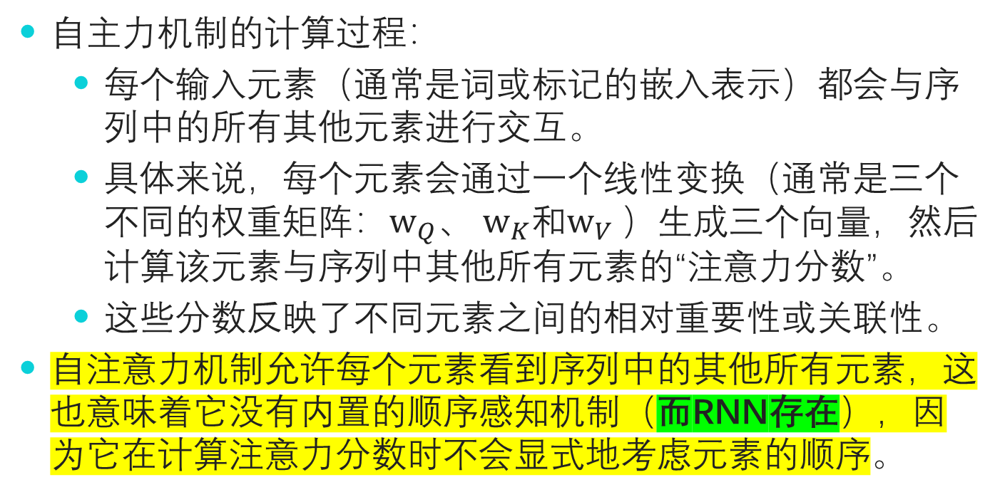 • 自主力机制的计算过程：
• 每个输入元素（通常是词或标记的嵌入表示）都会与序
列中的所有其他元素进行交互。
• 具体来说，每个元素会通过一个线性变换（通常是三个
不同的权重矩阵：w_Q、 w_K和w_V ）生成三个向量，然后
计算该元素与序列中其他所有元素的“注意力分数”。
• 这些分数反映了不同元素之间的相对重要性或关联性。
• 自注意力机制允许每个元素看到序列中的其他所有元素，这
也意味着它没有内置的顺序感知机制（而RNN存在），因
为它在计算注意力分数时不会显式地考虑元素的顺序。